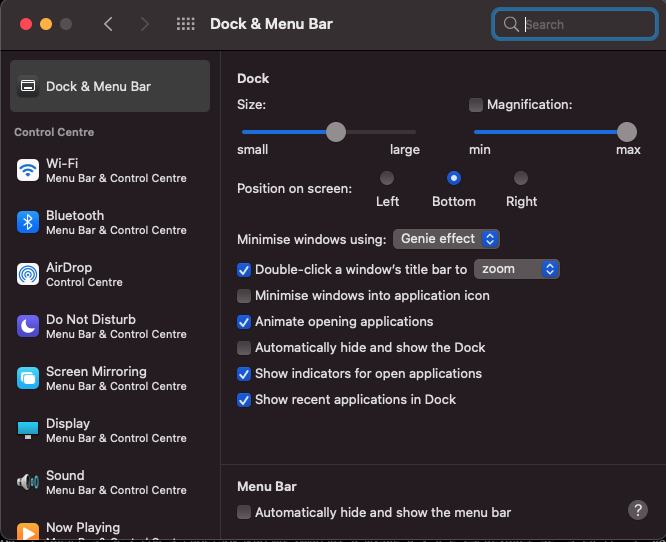 Dock & Menu Bar
Search
Dock & Menu Bar
Control Centre
Wi-Fi
Menu Bar & Control Centre
Bluetooth
Menu Bar & Control Centre
AirDrop
Control Centre
Do Not Disturb
Menu Bar & Control Centre
Screen Mirroring
Menu Bar & Control Centre
Display
Menu Bar & Control Centre
Sound
Menu Bar & Control Centre
Now Playing
Dock
Size:
Magnification:
small large
min max
Position on screen:
Left Bottom Right
Minimise windows using: Genie effect
Double-click a window's title bar to zoom
Minimise windows into application icon
Animate opening applications
Automatically hide and show the Dock
Show indicators for open applications
Show recent applications in Dock
Menu Bar
Automatically hide and show the menu bar
?